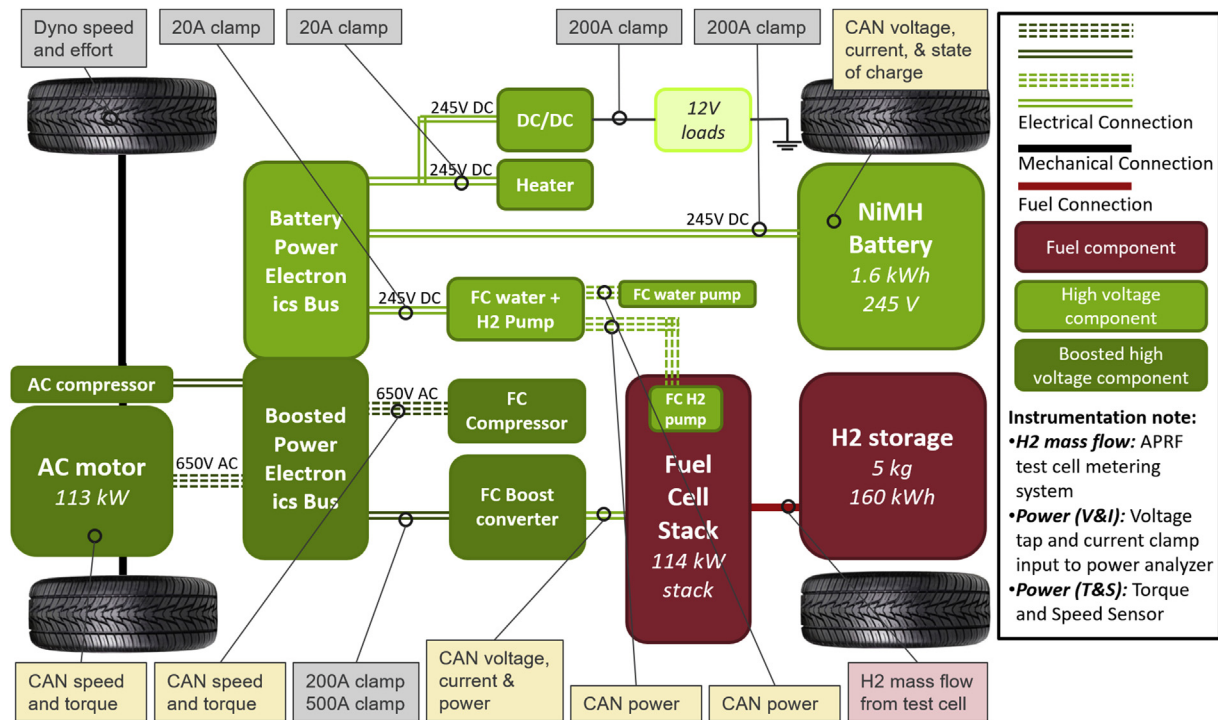 Dyno speed
and effort
20A clamp
20A clamp
200A clamp
200A clamp
CAN voltage,
current, & state
of charge
245V DC
DC/DC
12V
loads
245V DC
Heater
Battery
Power
Electron
ics Bus
245V DC
NiMH
Battery
1.6 kWh
245 V
245V DC
FC water +
H2 Pump
FC water pump
AC compressor
AC motor
113 kW
650V AC
Boosted
Power
Electron
ics Bus
650V AC
FC
Compressor
FC Boost
converter
FC H2
pump
Fuel
Cell
Stack
114 kW
stack
H2 storage
5 kg
160 kWh
CAN speed
and torque
CAN speed
and torque
200A clamp
500A clamp
CAN voltage,
current &
power
CAN power
CAN power
H2 mass flow
from test cell
Electrical Connection
Mechanical Connection
Fuel Connection
Fuel component
High voltage
component
Boosted high
voltage component
Instrumentation note:
•H2 mass flow: APRF
test cell metering
system
•Power (V&I): Voltage
tap and current clamp
input to power analyzer
•Power (T&S): Torque
and Speed Sensor